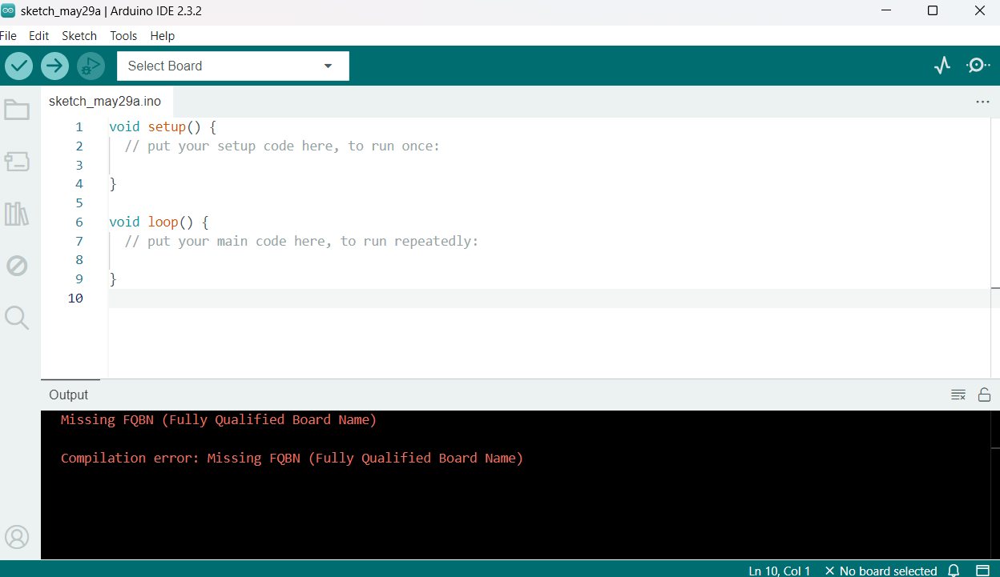 sketch_may29a | Arduino IDE 2.3.2
File Edit Sketch Tools Help
Select Board
sketch_may29a.ino
1 void setup() {
2 // put your setup code here, to run once:
3
4 }
5
6 void loop() {
7 // put your main code here, to run repeatedly:
8
9 }
10
Output
Missing FQBN (Fully Qualified Board Name)
Compilation error: Missing FQBN (Fully Qualified Board Name)
Ln 10, Col 1 × No board selected